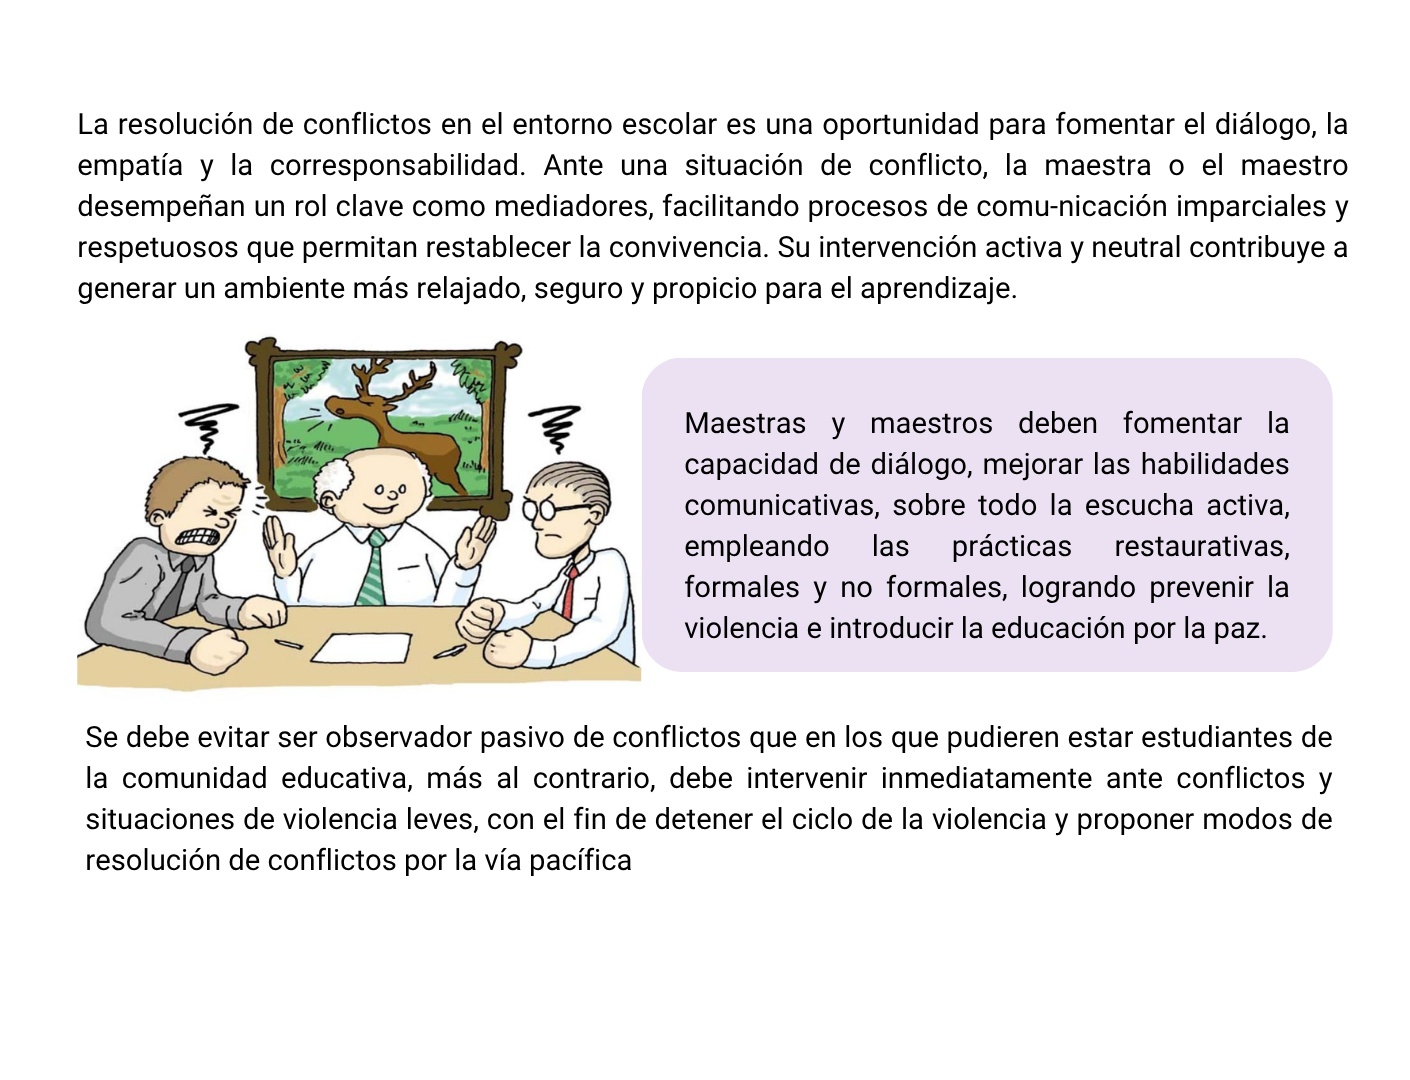 La resolución de conflictos en el entorno escolar es una oportunidad para fomentar el diálogo, la
empatía y la corresponsabilidad. Ante una situación de conflicto, la maestra o el maestro
desempeñan un rol clave como mediadores, facilitando procesos de comu-nicación imparciales y
respetuosos que permitan restablecer la convivencia. Su intervención activa y neutral contribuye a
generar un ambiente más relajado, seguro y propicio para el aprendizaje.
Maestras y maestros deben fomentar la
capacidad de diálogo, mejorar las habilidades
comunicativas, sobre todo la escucha activa,
empleando las prácticas restaurativas,
formales y no formales, logrando prevenir la
violencia e introducir la educación por la paz.
Se debe evitar ser observador pasivo de conflictos que en los que pudieren estar estudiantes de
la comunidad educativa, más al contrario, debe intervenir inmediatamente ante conflictos y
situaciones de violencia leves, con el fin de detener el ciclo de la violencia y proponer modos de
resolución de conflictos por la vía pacífica